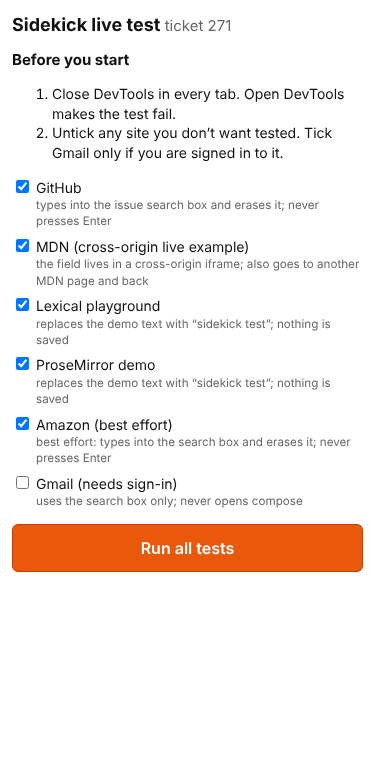 Sidekick live test ticket 271
Before you start
1. Close DevTools in every tab. Open DevTools
makes the test fail.
2. Untick any site you don’t want tested. Tick
Gmail only if you are signed in to it.
GitHub
types into the issue search box and erases it; never
presses Enter
MDN (cross-origin live example)
the field lives in a cross-origin iframe; also goes to another
MDN page and back
Lexical playground
replaces the demo text with “sidekick test”; nothing is
saved
ProseMirror demo
replaces the demo text with “sidekick test”; nothing is
saved
Amazon (best effort)
best effort: types into the search box and erases it; never
presses Enter
Gmail (needs sign-in)
uses the search box only; never opens compose
Run all tests